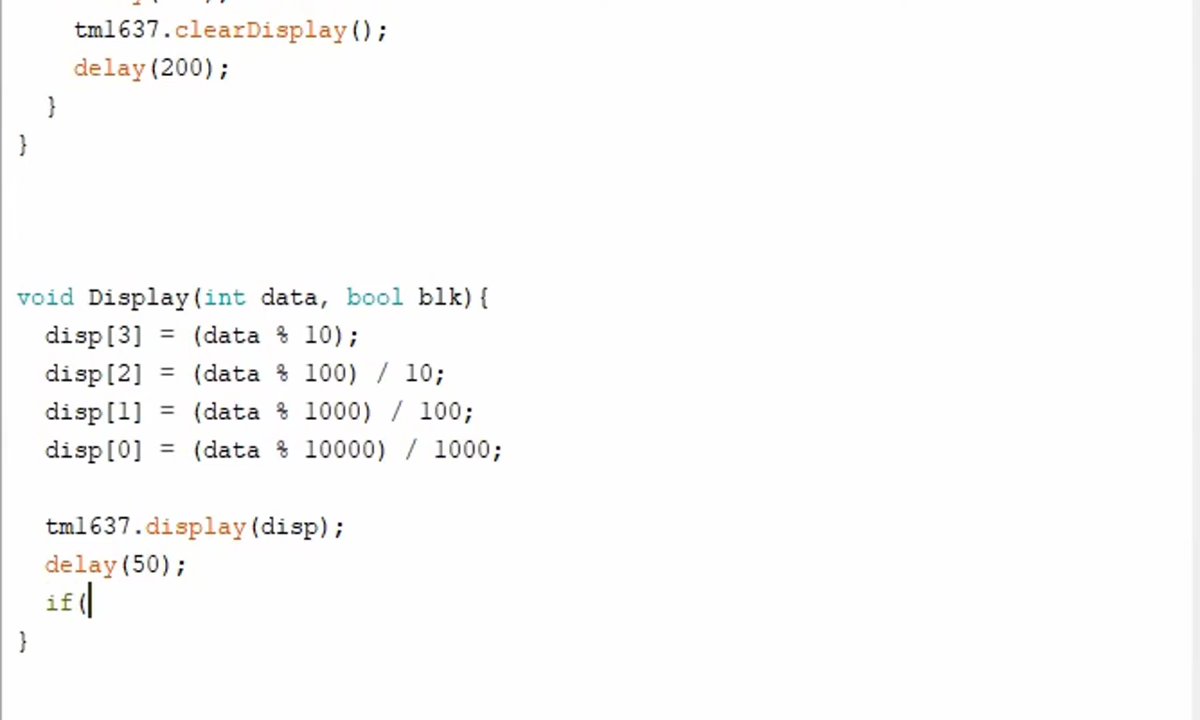 tm1637.clearDisplay();
delay(200);
}
}
void Display(int data, bool blk){
disp[3] = (data % 10);
disp[2] = (data % 100) / 10;
disp[1] = (data % 1000) / 100;
disp[0] = (data % 10000) / 1000;
tm1637.display(disp);
delay(50);
if(
}